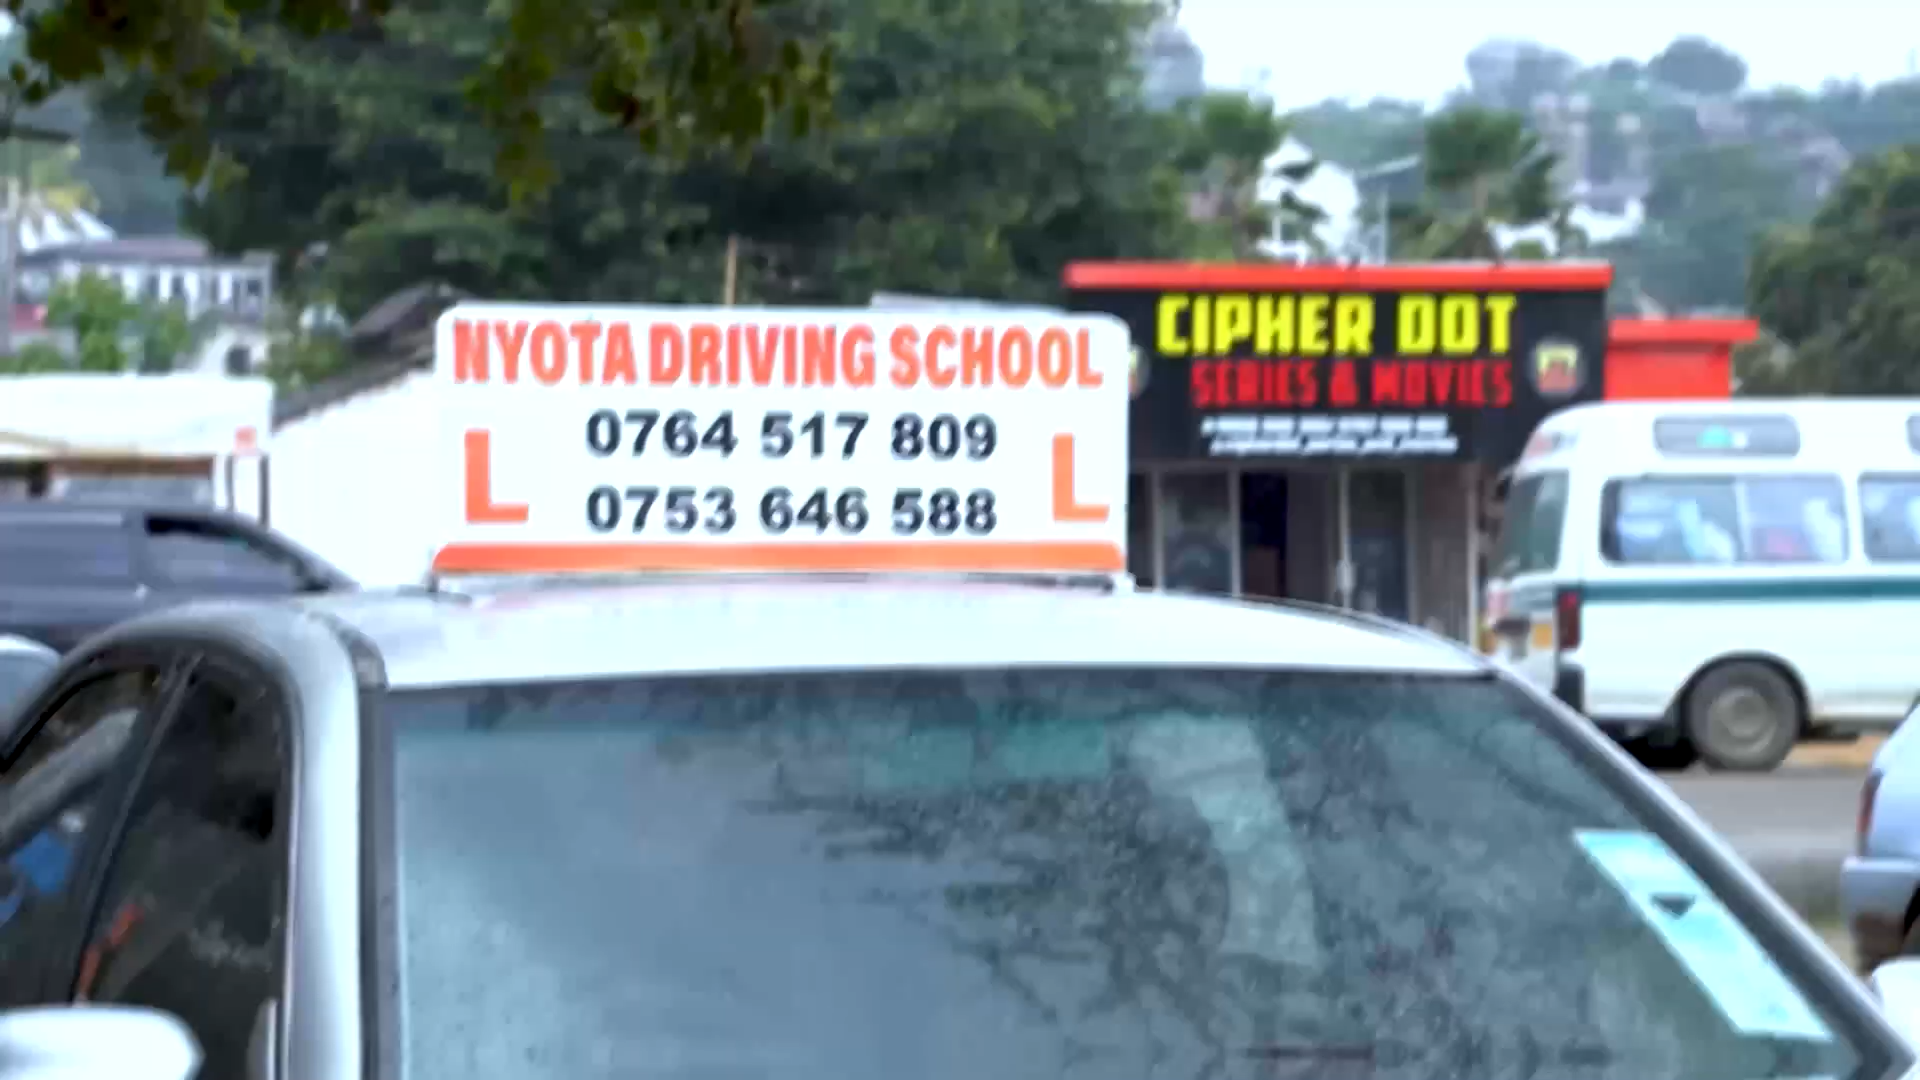 NYOTA DRIVING SCHOOL
0764 517 809
L
L
0753 646 588
CIPHER DOT
SERIES & MOVIES